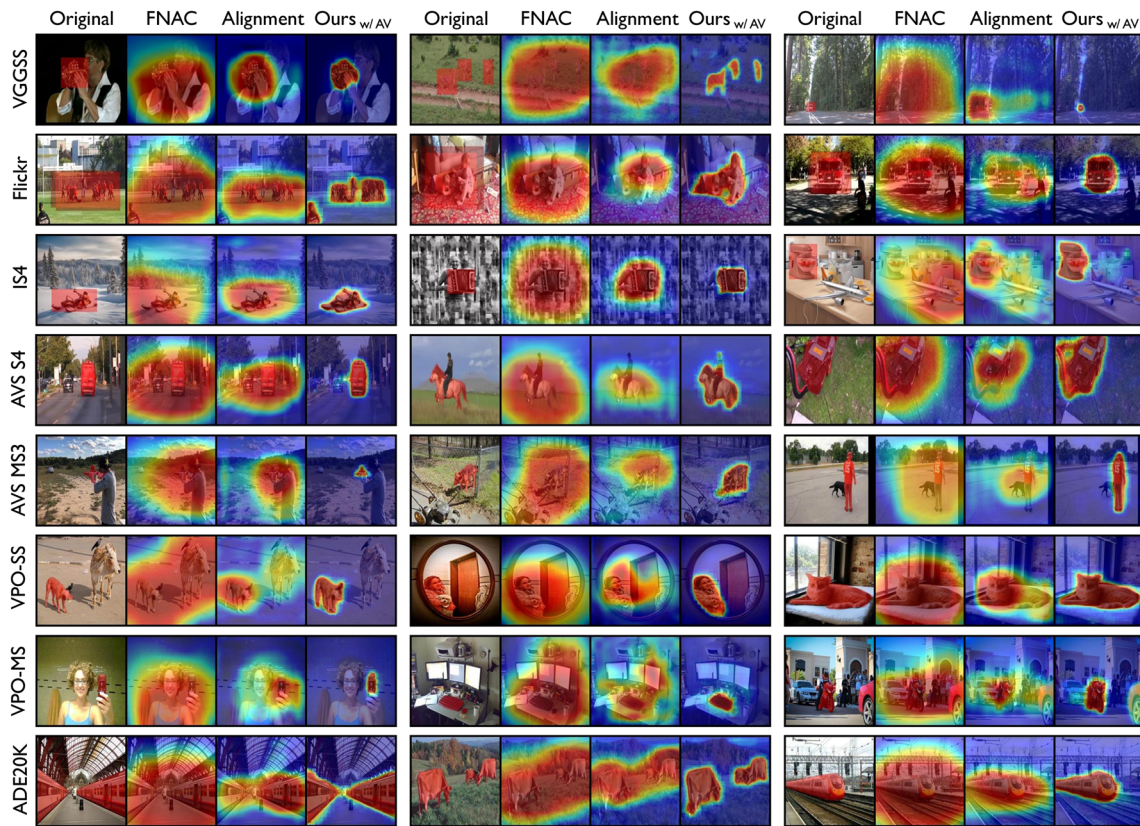 Original FNAC Alignment Ours w/ AV Original FNAC Alignment Ours w/ AV Original FNAC Alignment Ours w/ AV
VGGSS
Flickr
IS4
AVS S4
AVS MS3
VPO-SS
VPO-MS
ADE20K